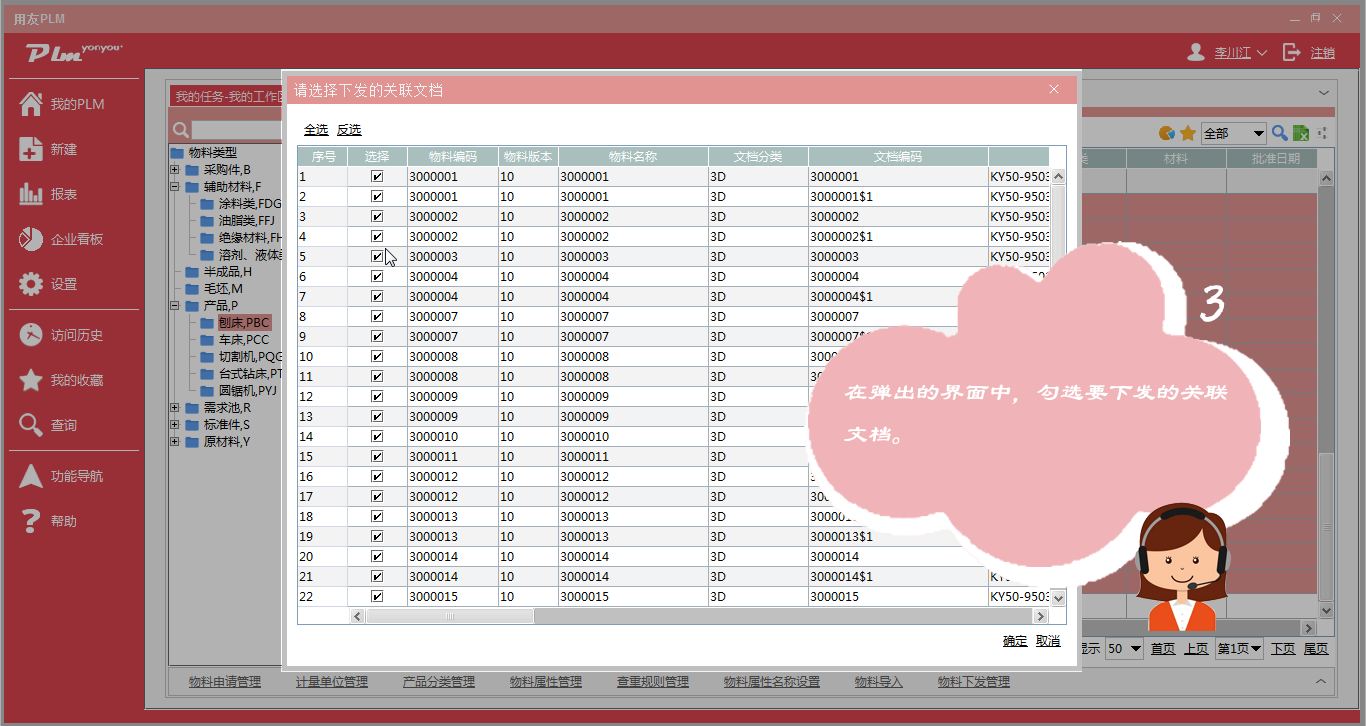 用友PLM
PLm yonyou
李川江 注销
我的PLM
新建
报表
企业看板
设置
访问历史
我的收藏
查询
功能导航
帮助
我的任务-我的工作区
全部
材料 批准日期
物料类型
采购件,B
辅助材料,F
涂料类,FDG
油脂类,FFJ
绝缘材料,FH
溶剂、液体
半成品,H
毛坯,M
产品,P
刨床,PBC
车床,PCC
切割机,PQG
台式钻床,PT
圆锯机,PYJ
需求池,R
标准件,S
原材料,Y
请选择下发的关联文档
全选 反选
序号 选择 物料编码 物料版本 物料名称 文档分类 文档编码
1 3000001 10 3000001 3D 3000001 KY50-9503
2 3000001 10 3000001 3D 3000001$1 KY50-9503
3 3000002 10 3000002 3D 3000002 KY50-9503
4 3000002 10 3000002 3D 3000002$1 KY50-9503
5 3000003 10 3000003 3D 3000003 KY50-9503
6 3000004 10 3000004 3D 3000004 KY50-9503
7 3000004 10 3000004 3D 3000004$1
8 3000007 10 3000007 3D 3000007
9 3000007 10 3000007 3D 3000007$
10 3000008 10 3000008 3D 3000
11 3000008 10 3000008 3D
12 3000009 10 3000009 3D
13 3000009 10 3000009 3D
14 3000010 10 3000010 3D
15 3000011 10 3000011 3D
16 3000012 10 3000012 3D
17 3000012 10 3000012 3D
18 3000013 10 3000013 3D 30000
19 3000013 10 3000013 3D 3000013$1
20 3000014 10 3000014 3D 3000014
21 3000014 10 3000014 3D 3000014$1
22 3000015 10 3000015 3D 3000015 KY50-9503
确定 取消
3
在弹出的界面中，勾选要下发的关联
文档。
显示 50 首页 上页 第1页 下页 尾页
物料申请管理 计量单位管理 产品分类管理 物料属性管理 查重规则管理 物料属性名称设置 物料导入 物料下发管理